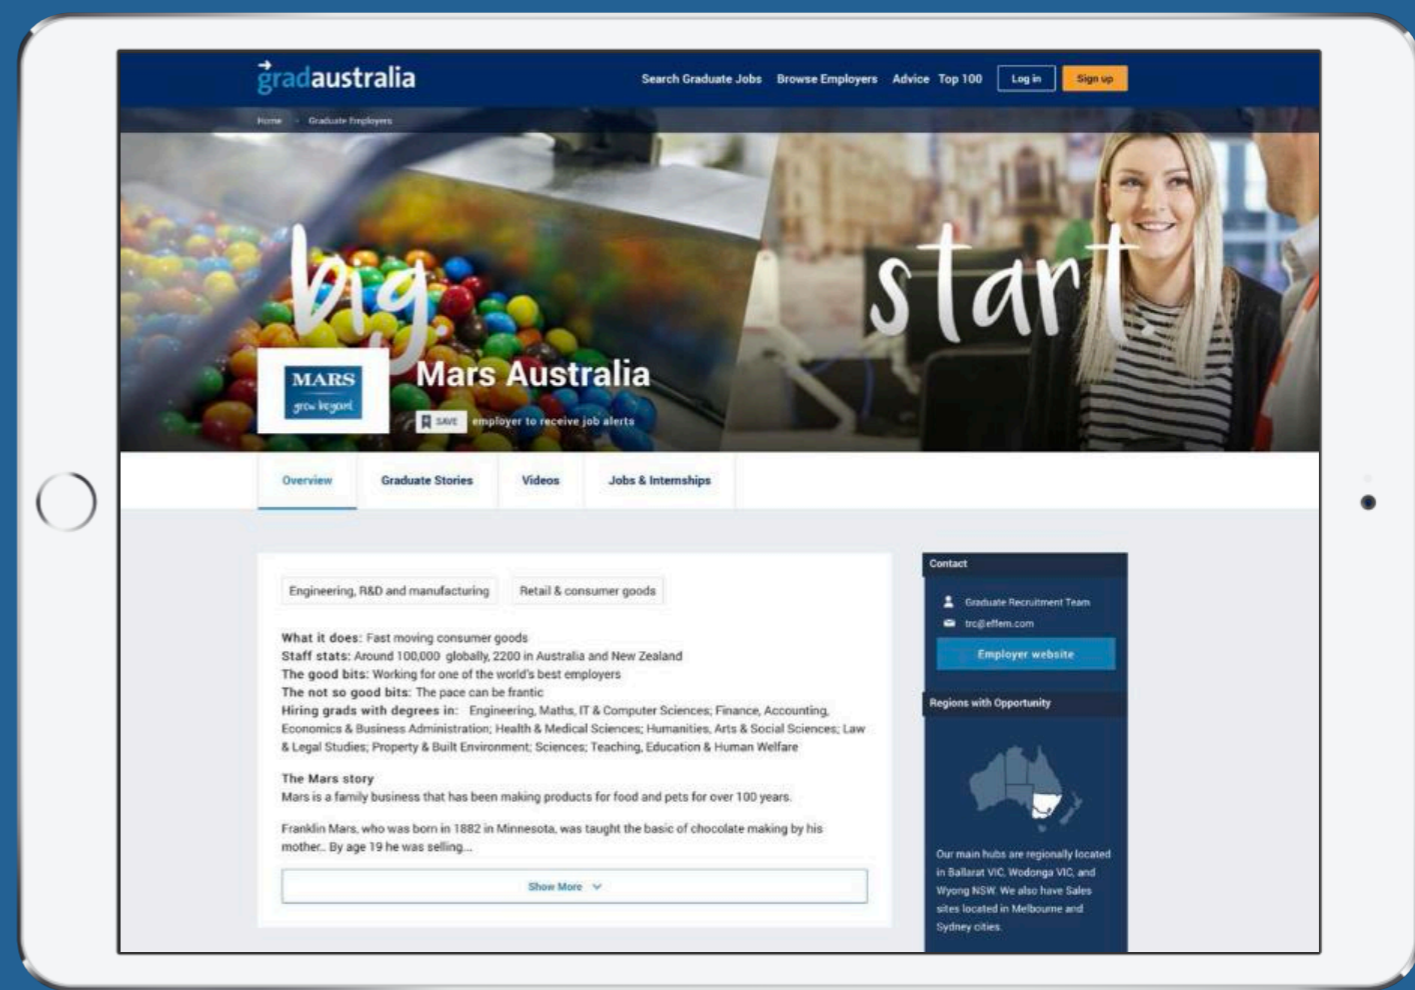 gradaustralia
Search Graduate Jobs Browse Employers Advice Top 100 Log in Sign up
Home Graduate Employers
big.
start.
MARS
grow beyond
Mars Australia
SAVE employer to receive job alerts
Overview Graduate Stories Videos Jobs & Internships
Engineering, R&D and manufacturing Retail & consumer goods
What it does: Fast moving consumer goods
Staff stats: Around 100,000 globally, 2200 in Australia and New Zealand
The good bits: Working for one of the world's best employers
The not so good bits: The pace can be frantic
Hiring grads with degrees in: Engineering, Maths, IT & Computer Sciences; Finance, Accounting,
Economics & Business Administration; Health & Medical Sciences; Humanities, Arts & Social Sciences; Law
& Legal Studies; Property & Built Environment; Sciences; Teaching, Education & Human Welfare
The Mars story
Mars is a family business that has been making products for food and pets for over 100 years.
Franklin Mars, who was born in 1882 in Minnesota, was taught the basic of chocolate making by his
mother.. By age 19 he was selling...
Show More
Contact
Graduate Recruitment Team
trc@effem.com
Employer website
Regions with Opportunity
Our main hubs are regionally located
in Ballarat VIC, Wodonga VIC, and
Wyong NSW. We also have Sales
sites located in Melbourne and
Sydney cities.